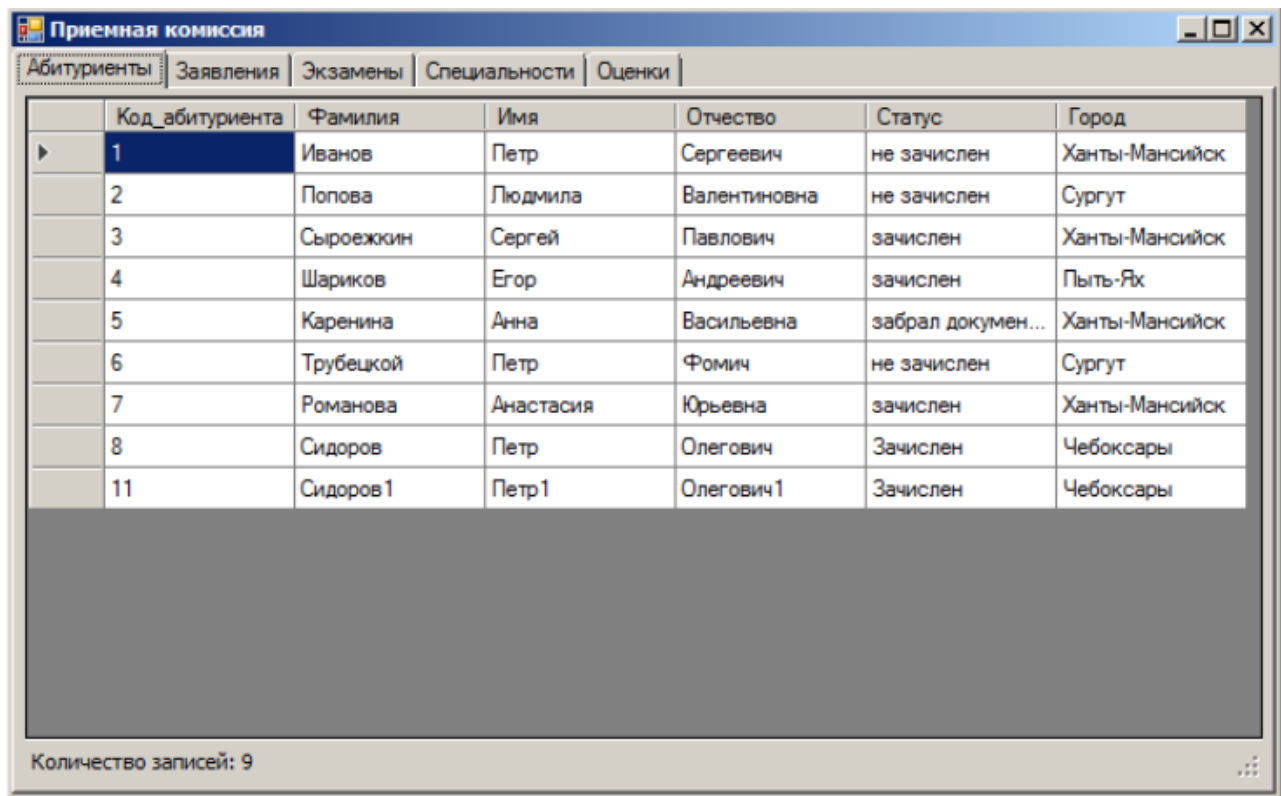 Приемная комиссия
Абитуриенты Заявления Экзамены Специальности Оценки
Код_абитуриента Фамилия Имя Отчество Статус Город
1 Иванов Петр Сергеевич не зачислен Ханты-Мансийск
2 Попова Людмила Валентиновна не зачислен Сургут
3 Сыроежкин Сергей Павлович зачислен Ханты-Мансийск
4 Шариков Егор Андреевич зачислен Пыть-Ях
5 Каренина Анна Васильевна забрал докумен... Ханты-Мансийск
6 Трубецкой Петр Фомич не зачислен Сургут
7 Романова Анастасия Юрьевна зачислен Ханты-Мансийск
8 Сидоров Петр Олегович Зачислен Чебоксары
11 Сидоров1 Петр1 Олегович1 Зачислен Чебоксары
Количество записей: 9